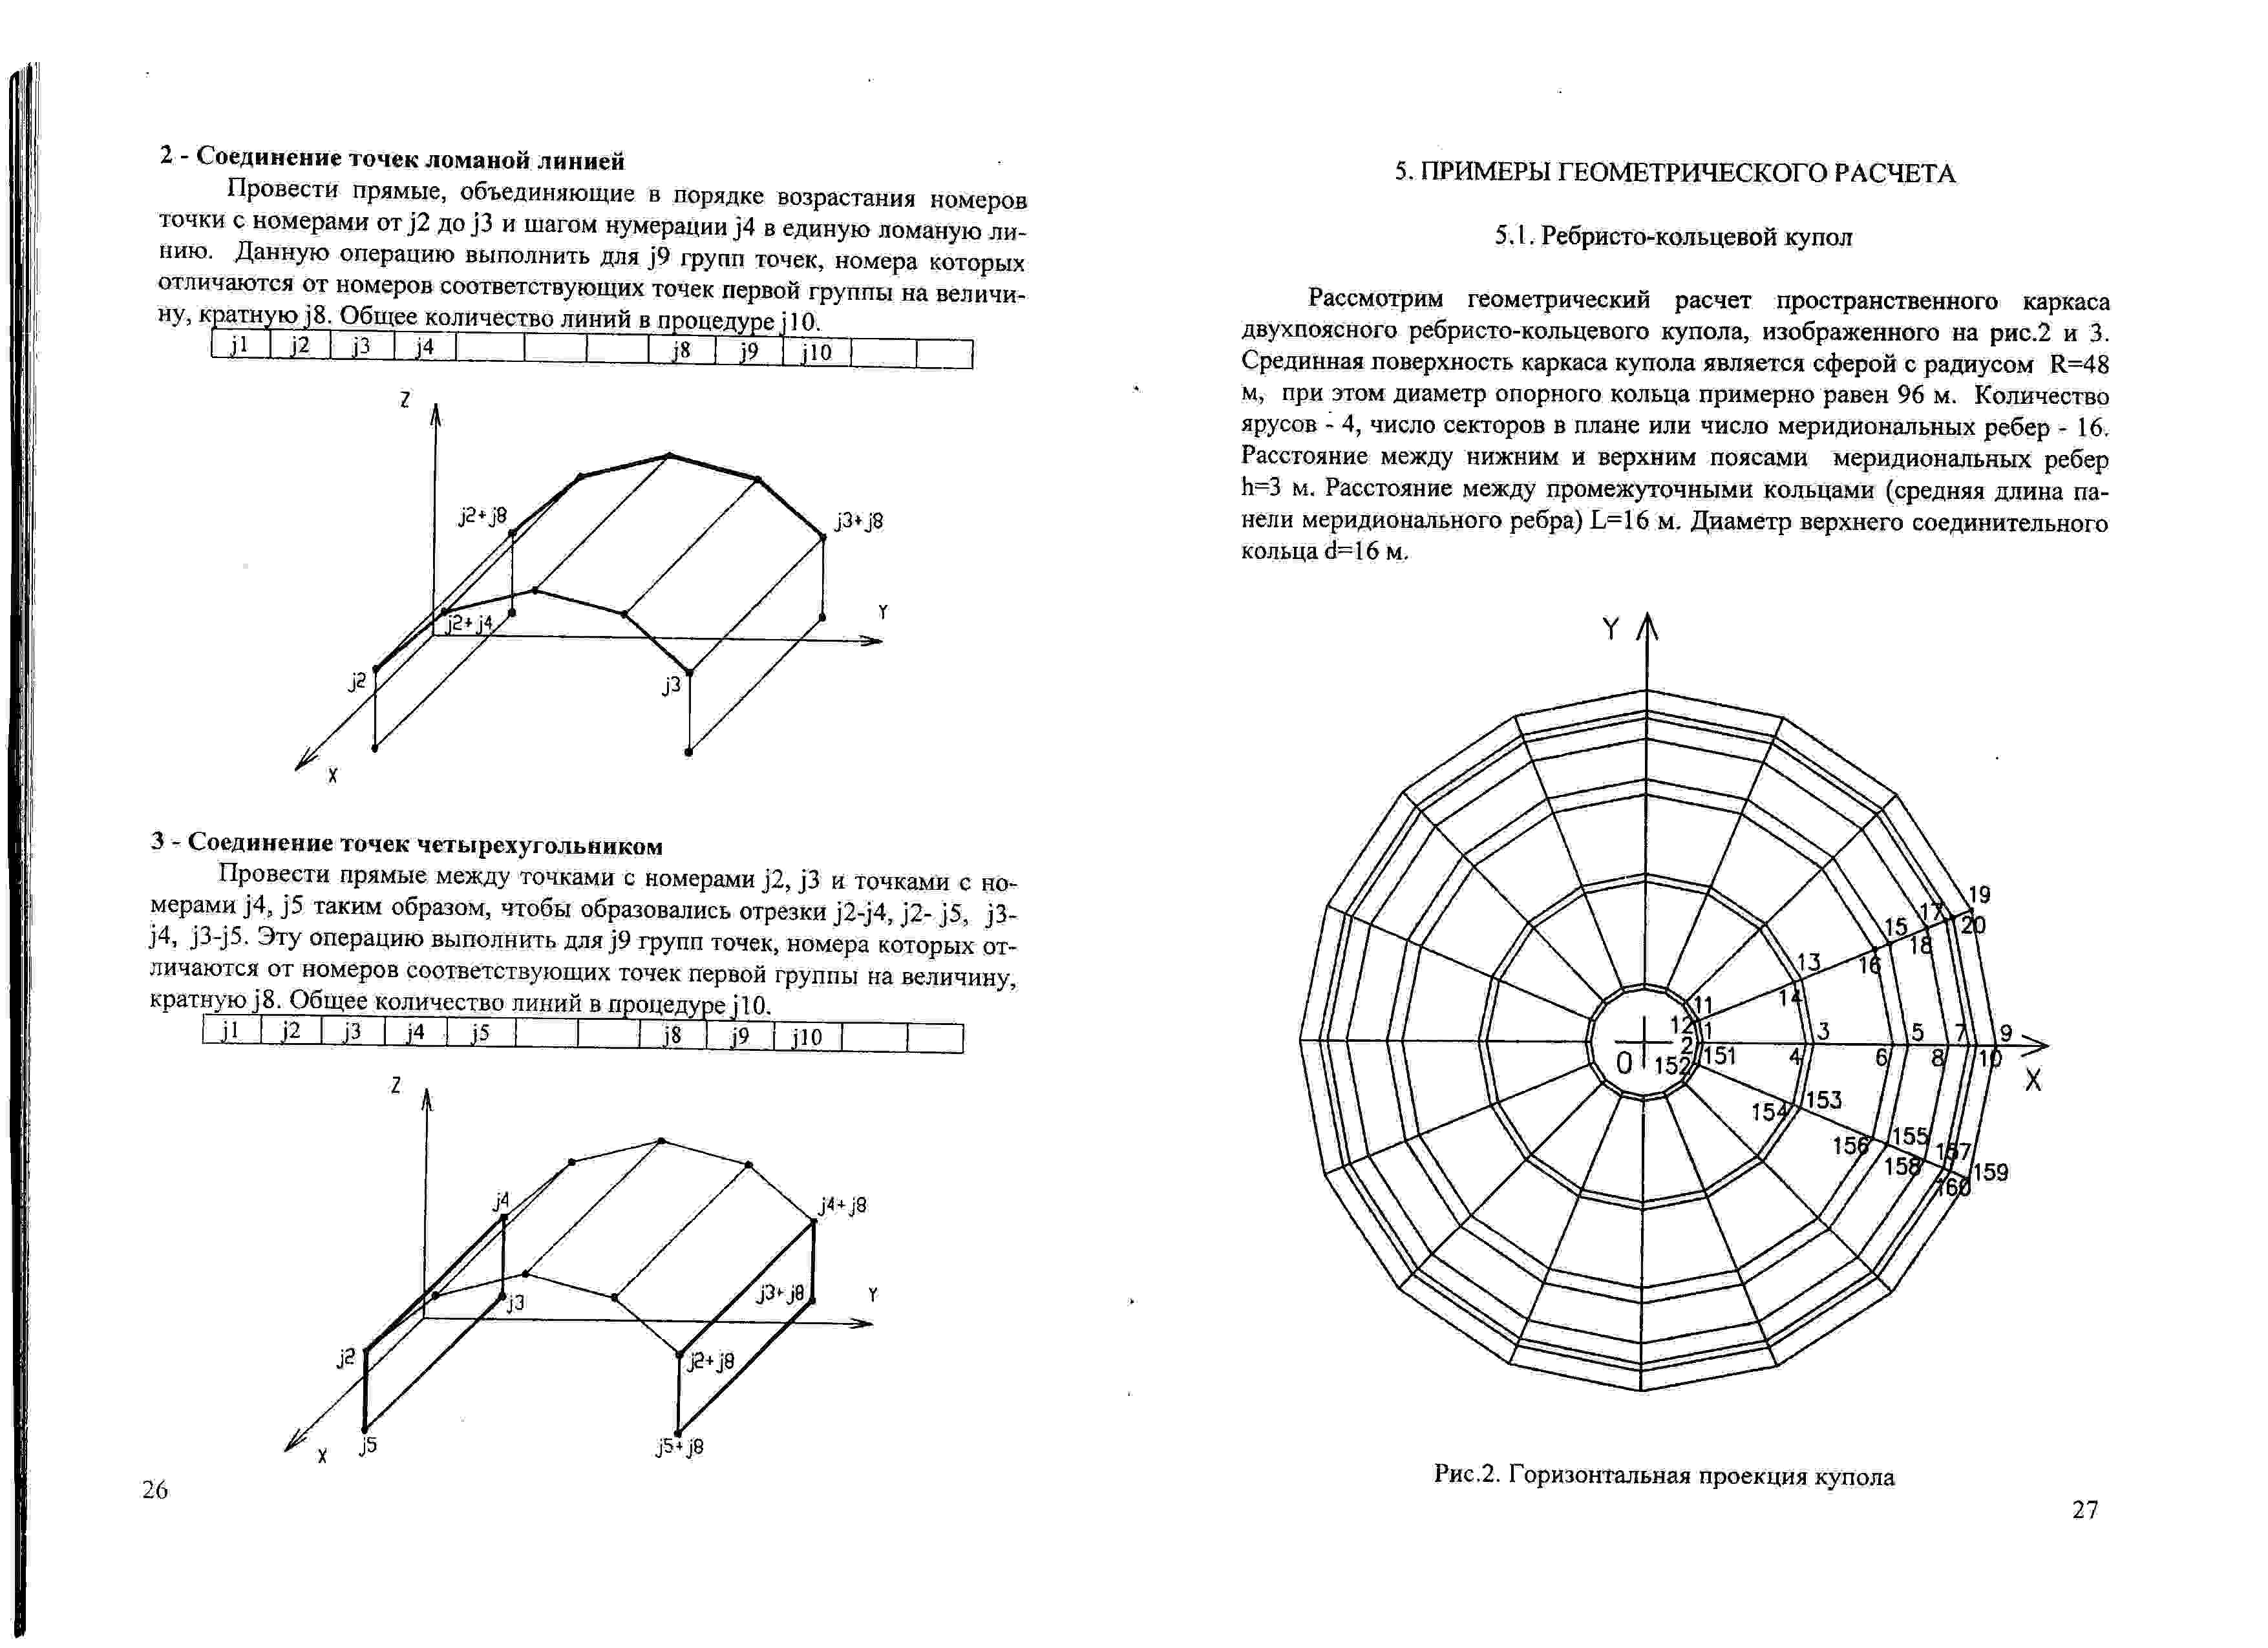 2 - Соединение точек ломаной линией
Провести прямые, объединяющие в порядке возрастания номеров
точки с номерами от j2 до j3 и шагом нумерации j4 в единую ломаную ли-
нию. Данную операцию выполнить для j9 групп точек, номера которых
отличаются от номеров соответствующих точек первой группы на величи-
ну, кратную j8. Общее количество линий в процедуре j10.
j1 j2 j3 j4 j8 j9 j10
Z
j2+j8
j3+j8
Y
j2+j4
j2
j3
X
3 - Соединение точек четырехугольником
Провести прямые между точками с номерами j2, j3 и точками с но-
мерами j4, j5 таким образом, чтобы образовались отрезки j2-j4, j2- j5, j3-
j4, j3-j5. Эту операцию выполнить для j9 групп точек, номера которых от-
личаются от номеров соответствующих точек первой группы на величину,
кратную j8. Общее количество линий в процедуре j10.
j1 j2 j3 j4 j5 j8 j9 j10
Z
j4
j4+j8
j3
j3+j8
Y
j2
j2+j8
X
j5
j5+j8
26
5. ПРИМЕРЫ ГЕОМЕТРИЧЕСКОГО РАСЧЕТА
5.1. Ребристо-кольцевой купол
Рассмотрим геометрический расчет пространственного каркаса
двухпоясного ребристо-кольцевого купола, изображенного на рис.2 и 3.
Срединная поверхность каркаса купола является сферой с радиусом R=48
м, при этом диаметр опорного кольца примерно равен 96 м. Количество
ярусов - 4, число секторов в плане или число меридиональных ребер - 16.
Расстояние между нижним и верхним поясами меридиональных ребер
h=3 м. Расстояние между промежуточными кольцами (средняя длина па-
нели меридионального ребра) L=16 м. Диаметр верхнего соединительного
кольца d=16 м.
Y
19
17
15
20
18
13
16
14
11
12
1
3
5
7
9
2
4
6
8
10
O
152
151
X
154
153
156
155
157
158
159
160
Рис.2. Горизонтальная проекция купола
27